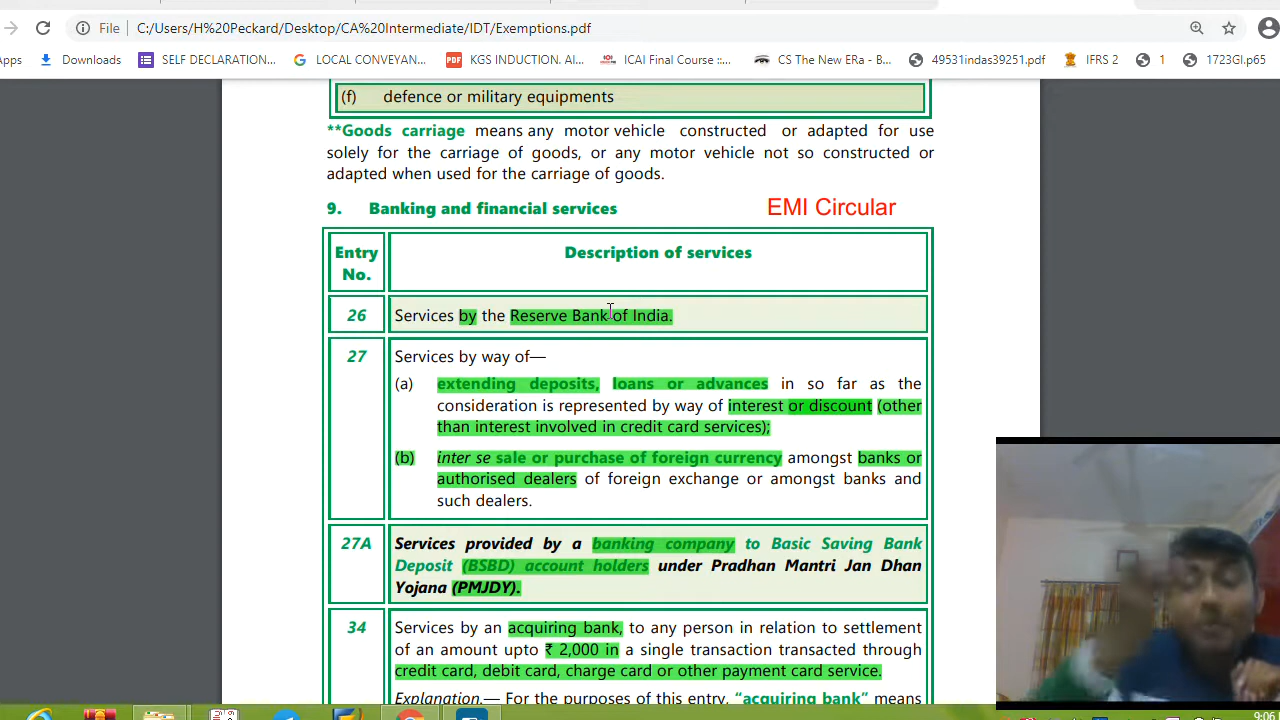 File
C:/Users/H%20Peckard/Desktop/CA%20Intermediate/IDT/Exemptions.pdf
Apps
Downloads
SELF DECLARATION...
LOCAL CONVEYAN...
PDF
KGS INDUCTION. AI...
ICAI Final Course ::...
CS The New ERa - B...
49531indas39251.pdf
IFRS 2
1
1723GI.p65
(f) defence or military equipments
**Goods carriage means any motor vehicle constructed or adapted for use
solely for the carriage of goods, or any motor vehicle not so constructed or
adapted when used for the carriage of goods.
9. Banking and financial services
EMI Circular
Entry
No.
Description of services
26
Services by the Reserve Bank of India.
27
Services by way of—
(a) extending deposits, loans or advances in so far as the
consideration is represented by way of interest or discount (other
than interest involved in credit card services);
(b) inter se sale or purchase of foreign currency amongst banks or
authorised dealers of foreign exchange or amongst banks and
such dealers.
27A
Services provided by a banking company to Basic Saving Bank
Deposit (BSBD) account holders under Pradhan Mantri Jan Dhan
Yojana (PMJDY).
34
Services by an acquiring bank, to any person in relation to settlement
of an amount upto ₹ 2,000 in a single transaction transacted through
credit card, debit card, charge card or other payment card service.
Explanation.— For the purposes of this entry, “acquiring bank” means